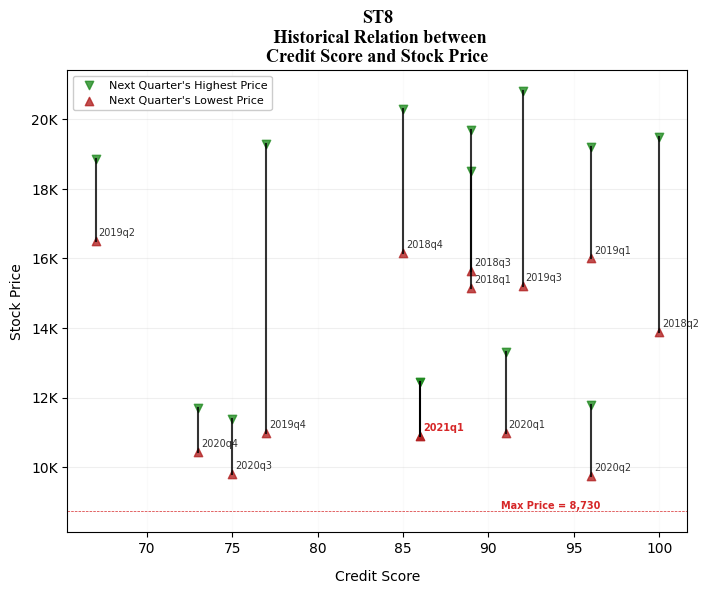 ST8
Historical Relation between
Credit Score and Stock Price
Next Quarter's Highest Price
Next Quarter's Lowest Price
20K
18K
16K
14K
12K
10K
Stock Price
2019q2
2018q4
2018q3
2018q1
2019q3
2019q1
2018q2
2019q4
2021q1
2020q1
2020q4
2020q3
2020q2
Max Price = 8,730
70
75
80
85
90
95
100
Credit Score